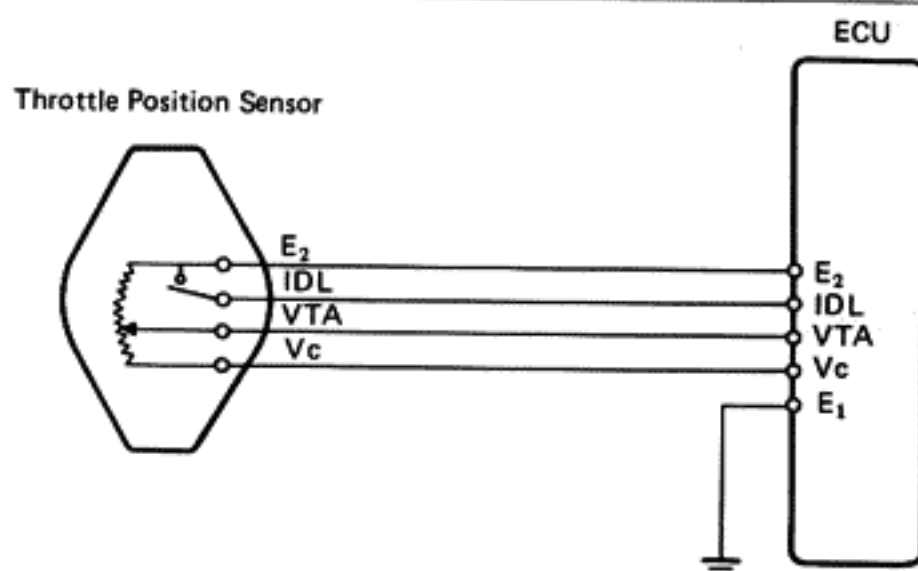 ECU
Throttle Position Sensor
E₂
IDL
VTA
Vc
E₂
IDL
VTA
Vc
E₁